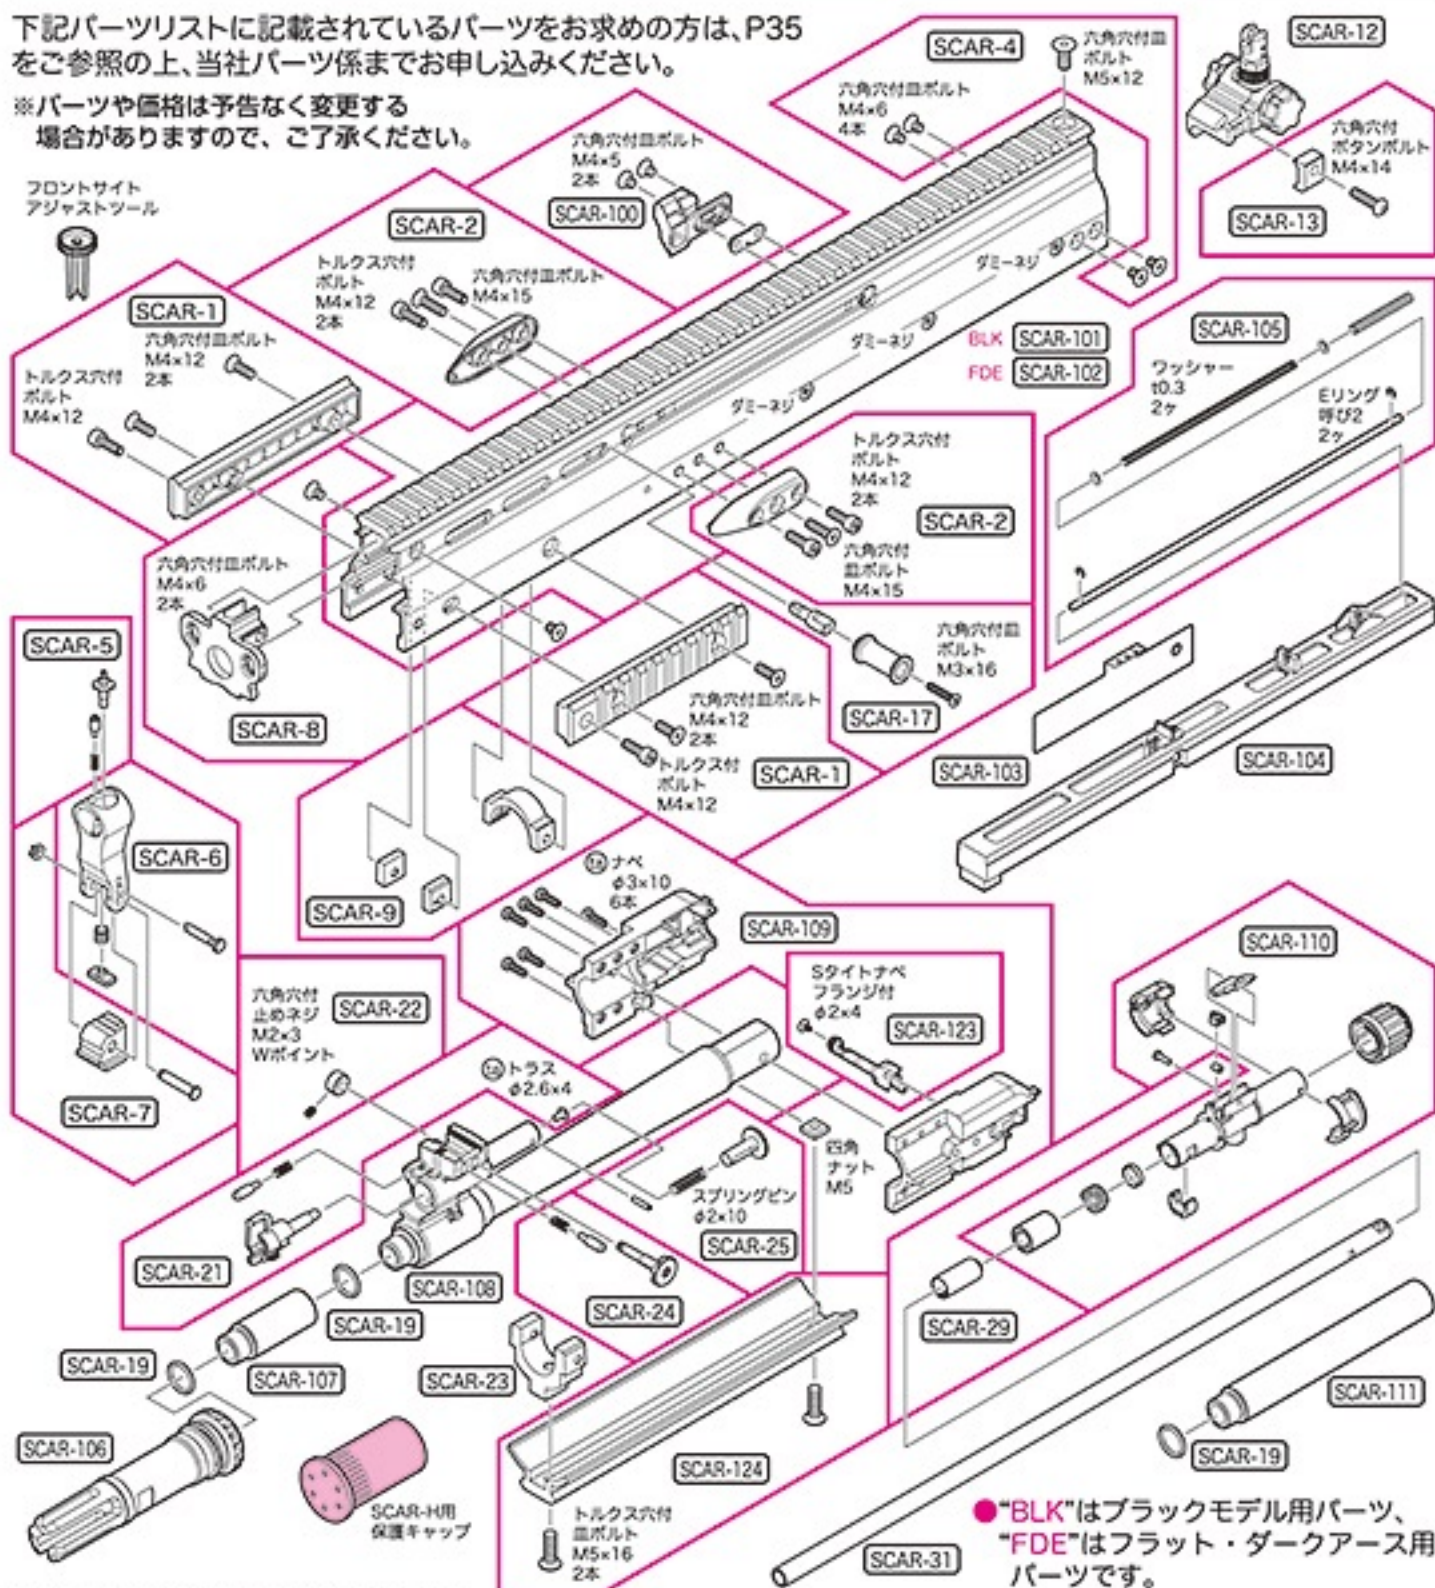 下記パーツリストに記載されているパーツをお求めの方は、P35
をご参照の上、当社パーツ係までお申し込みください。
※パーツや価格は予告なく変更する
場合がありますので、ご了承ください。
フロントサイト
アジャストツール
SCAR-4
六角穴付皿
ボルト
M5×12
六角穴付皿ボルト
M4×6
4本
SCAR-12
六角穴付
ボタンボルト
M4×14
SCAR-13
六角穴付皿ボルト
M4×5
2本
SCAR-100
SCAR-2
トルクス穴付
ボルト
M4×12
2本
六角穴付皿ボルト
M4×15
SCAR-1
六角穴付皿ボルト
M4×12
2本
トルクス穴付
ボルト
M4×12
ダミーネジ
ダミーネジ
ダミーネジ
BLK SCAR-101
FDE SCAR-102
SCAR-105
ワッシャー
t0.3
2ヶ
Eリング
呼び2
2ヶ
トルクス穴付
ボルト
M4×12
2本
SCAR-2
六角穴付
皿ボルト
M4×15
六角穴付皿ボルト
M4×6
2本
SCAR-8
六角穴付皿
ボルト
M3×16
SCAR-17
六角穴付皿ボルト
M4×12
2本
トルクス付
ボルト
M4×12
SCAR-1
SCAR-103
SCAR-104
SCAR-5
SCAR-6
SCAR-7
SCAR-9
ナベ
φ3×10
6本
SCAR-109
SCAR-110
六角穴付
止めネジ
M2×3
Wポイント
SCAR-22
Sタイトナベ
フランジ付
φ2×4
SCAR-123
トラス
φ2.6×4
四角
ナット
M5
スプリングピン
φ2×10
SCAR-25
SCAR-21
SCAR-108
SCAR-24
SCAR-19
SCAR-29
SCAR-19
SCAR-107
SCAR-23
SCAR-111
SCAR-106
SCAR-19
SCAR-124
SCAR-H用
保護キャップ
トルクス穴付
皿ボルト
M5×16
2本
SCAR-31
●“BLK”はブラックモデル用パーツ、
“FDE”はフラット・ダークアース用
パーツです。